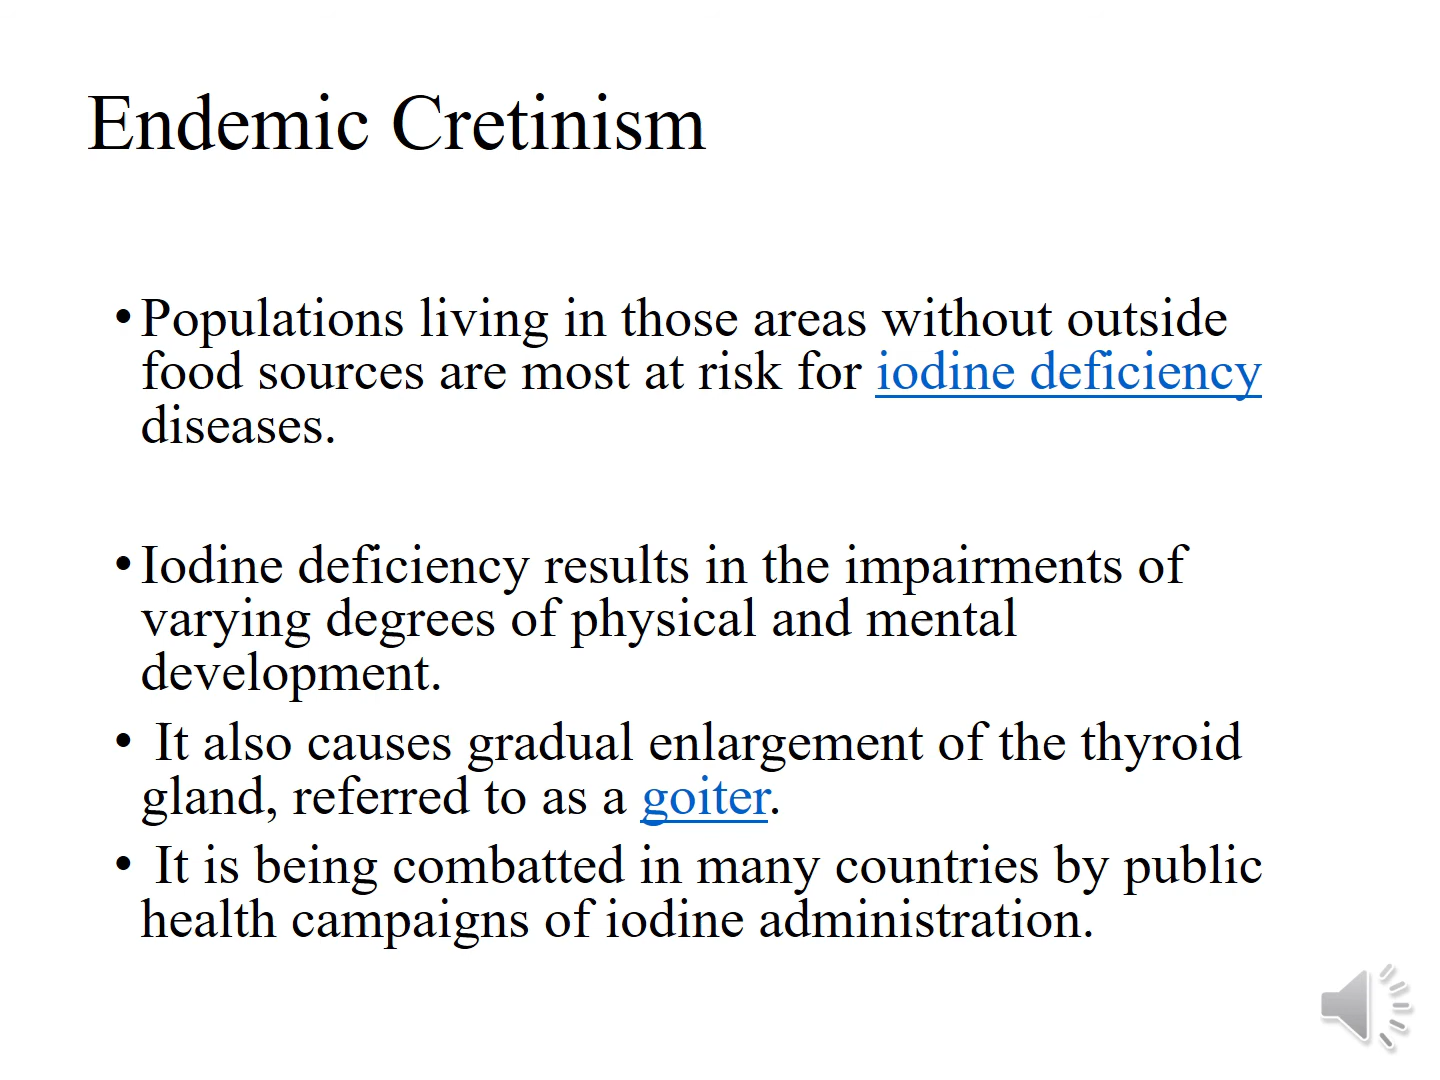 Endemic Cretinism
• Populations living in those areas without outside
food sources are most at risk for iodine deficiency
diseases.
• Iodine deficiency results in the impairments of
varying degrees of physical and mental
development.
• It also causes gradual enlargement of the thyroid
gland, referred to as a goiter.
• It is being combatted in many countries by public
health campaigns of iodine administration.